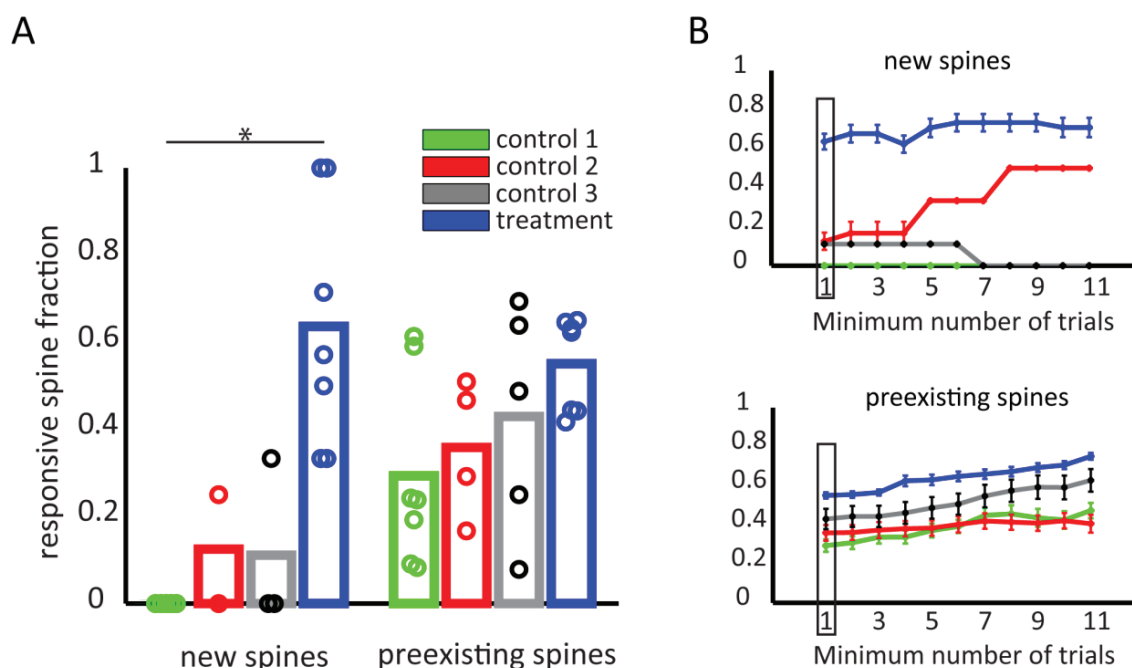 A
*
control 1
control 2
control 3
treatment
responsive spine fraction
1
0.8
0.6
0.4
0.2
0
new spines
preexisting spines
B
new spines
1
0.8
0.6
0.4
0.2
0
1 3 5 7 9 11
Minimum number of trials
preexisting spines
1
0.8
0.6
0.4
0.2
0
1 3 5 7 9 11
Minimum number of trials